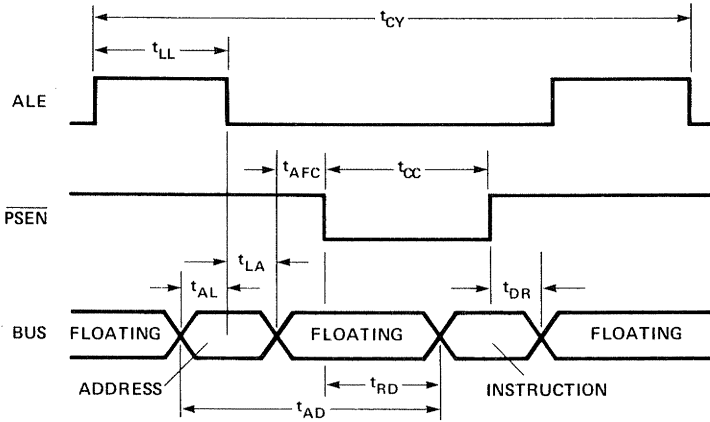 tCY
tLL
ALE
tAFC
tCC
PSEN
tLA
tAL
tDR
BUS
FLOATING
FLOATING
FLOATING
ADDRESS
tRD
INSTRUCTION
tAD